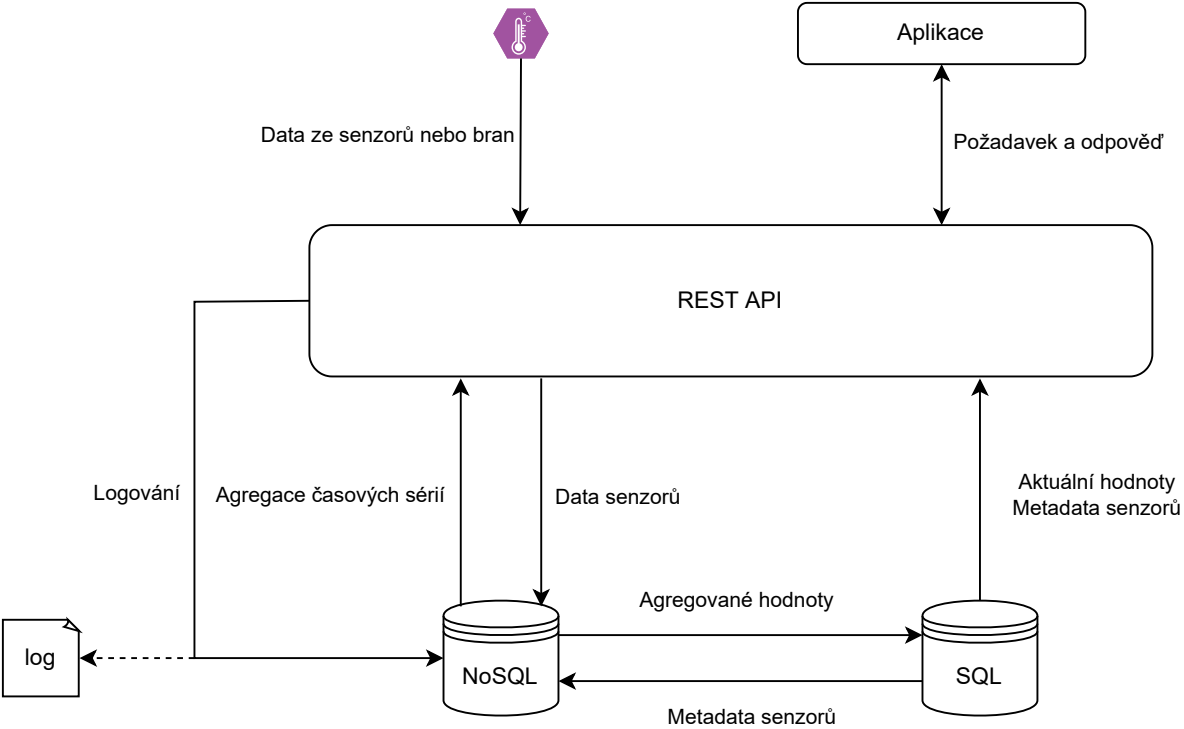 °C
Aplikace
Data ze senzorů nebo bran
Požadavek a odpověď
REST API
Logování
Agregace časových sérií
Data senzorů
Aktuální hodnoty
Metadata senzorů
Agregované hodnoty
log
NoSQL
SQL
Metadata senzorů